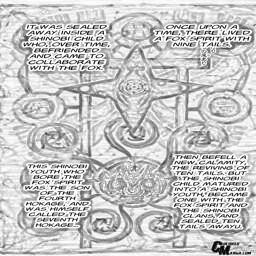 ONCE UPON A
TIME, THERE LIVED
A FOX SPIRIT WITH
NINE TAILS.
IT WAS SEALED
AWAY INSIDE A
SHINOBI CHILD
WHO, OVER TIME,
BEFRIENDED
AND CAME TO
COLLABORATE
WITH THE FOX.
THEN BEFELL A
NEW CALAMITY,
THE REVIVING OF
TEN TAILS. BUT
THE SHINOBI
CHILD MATURED
INTO A SHINOBI
YOUTH, BECAME
ONE WITH THE
FOX SPIRIT AND
THE SHINOBI
CLANS, AND
SEALED TEN
TAILS AWAY.
THIS SHINOBI
YOUTH WHO
BORE THE
FOX SPIRIT
WAS THE SON
OF THE
FOURTH
HOKAGE, AND
WAS HIMSELF
CALLED THE
SEVENTH
HOKAGE...